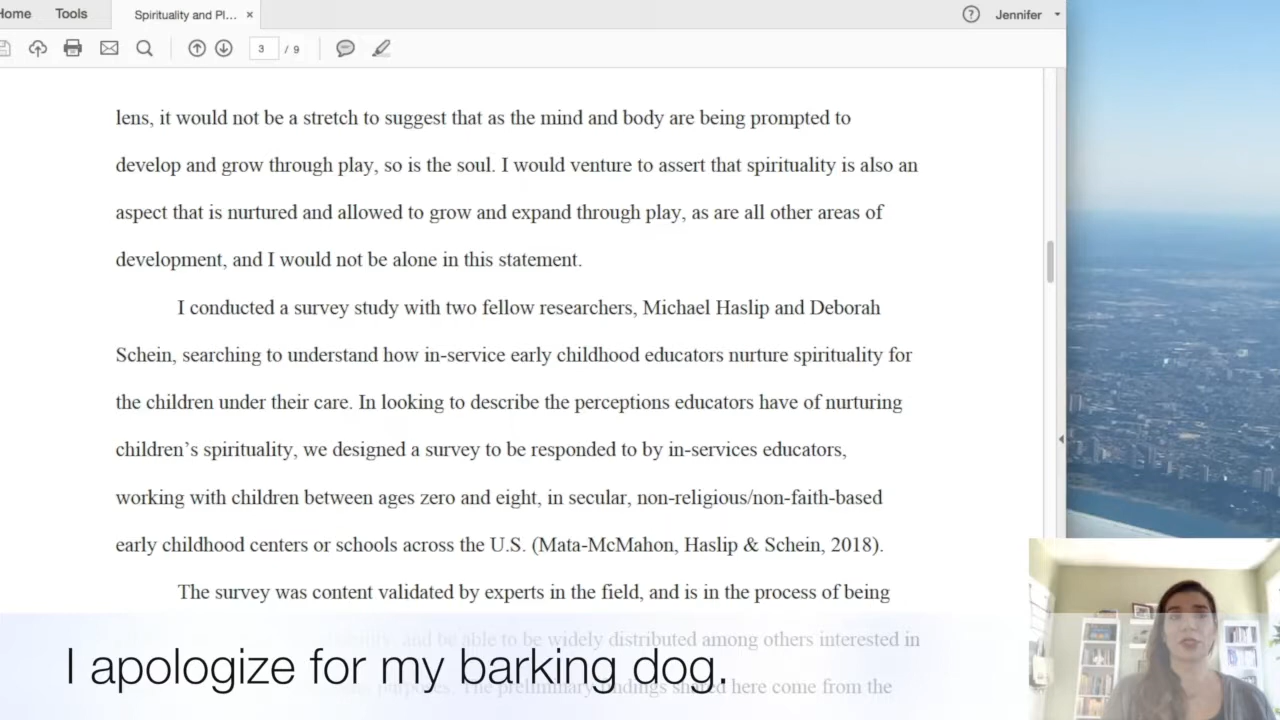 Home Tools Spirituality and Pl... × Jennifer
3 / 9
lens, it would not be a stretch to suggest that as the mind and body are being prompted to
develop and grow through play, so is the soul. I would venture to assert that spirituality is also an
aspect that is nurtured and allowed to grow and expand through play, as are all other areas of
development, and I would not be alone in this statement.
I conducted a survey study with two fellow researchers, Michael Haslip and Deborah
Schein, searching to understand how in-service early childhood educators nurture spirituality for
the children under their care. In looking to describe the perceptions educators have of nurturing
children’s spirituality, we designed a survey to be responded to by in-services educators,
working with children between ages zero and eight, in secular, non-religious/non-faith-based
early childhood centers or schools across the U.S. (Mata-McMahon, Haslip & Schein, 2018).
The survey was content validated by experts in the field, and is in the process of being
and be able to be widely distributed among others interested in
I apologize for my barking dog.
The preliminary findings shared here come from the